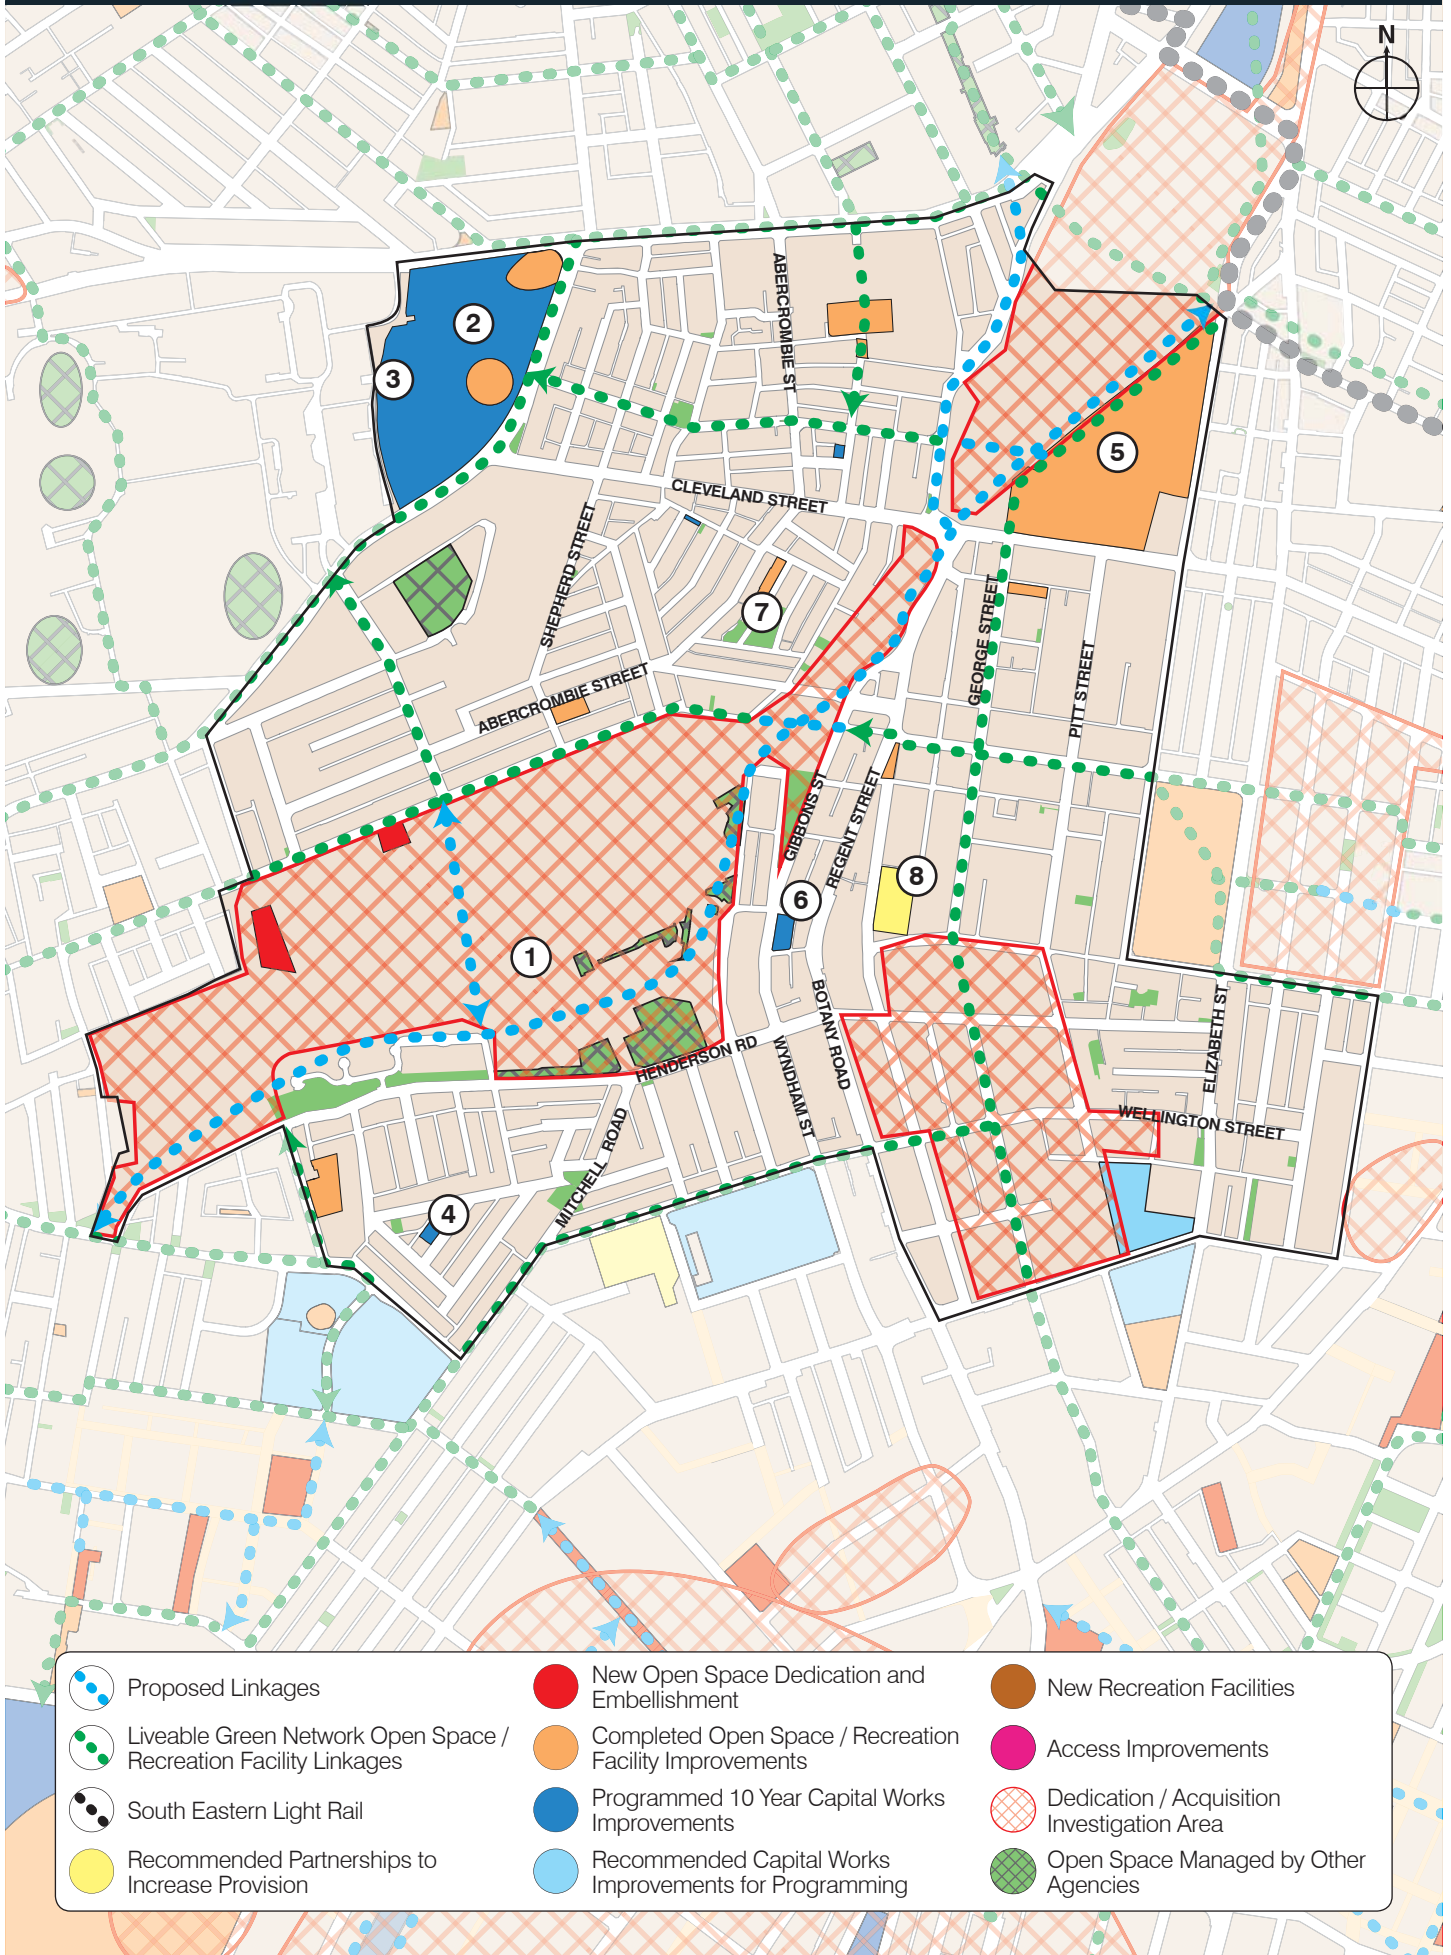 N
2
3
ABERCROMBIE ST
5
CLEVELAND STREET
SHEPHERD STREET
7
GEORGE STREET
PITT STREET
ABERCROMBIE STREET
GIBBONS ST
REGENT STREET
8
6
1
BOTANY ROAD
HENDERSON RD
WYNDHAM ST
ELIZABETH ST
WELLINGTON STREET
MITCHELL ROAD
4
Proposed Linkages
Liveable Green Network Open Space /
Recreation Facility Linkages
South Eastern Light Rail
Recommended Partnerships to
Increase Provision
New Open Space Dedication and
Embellishment
Completed Open Space / Recreation
Facility Improvements
Programmed 10 Year Capital Works
Improvements
Recommended Capital Works
Improvements for Programming
New Recreation Facilities
Access Improvements
Dedication / Acquisition
Investigation Area
Open Space Managed by Other
Agencies